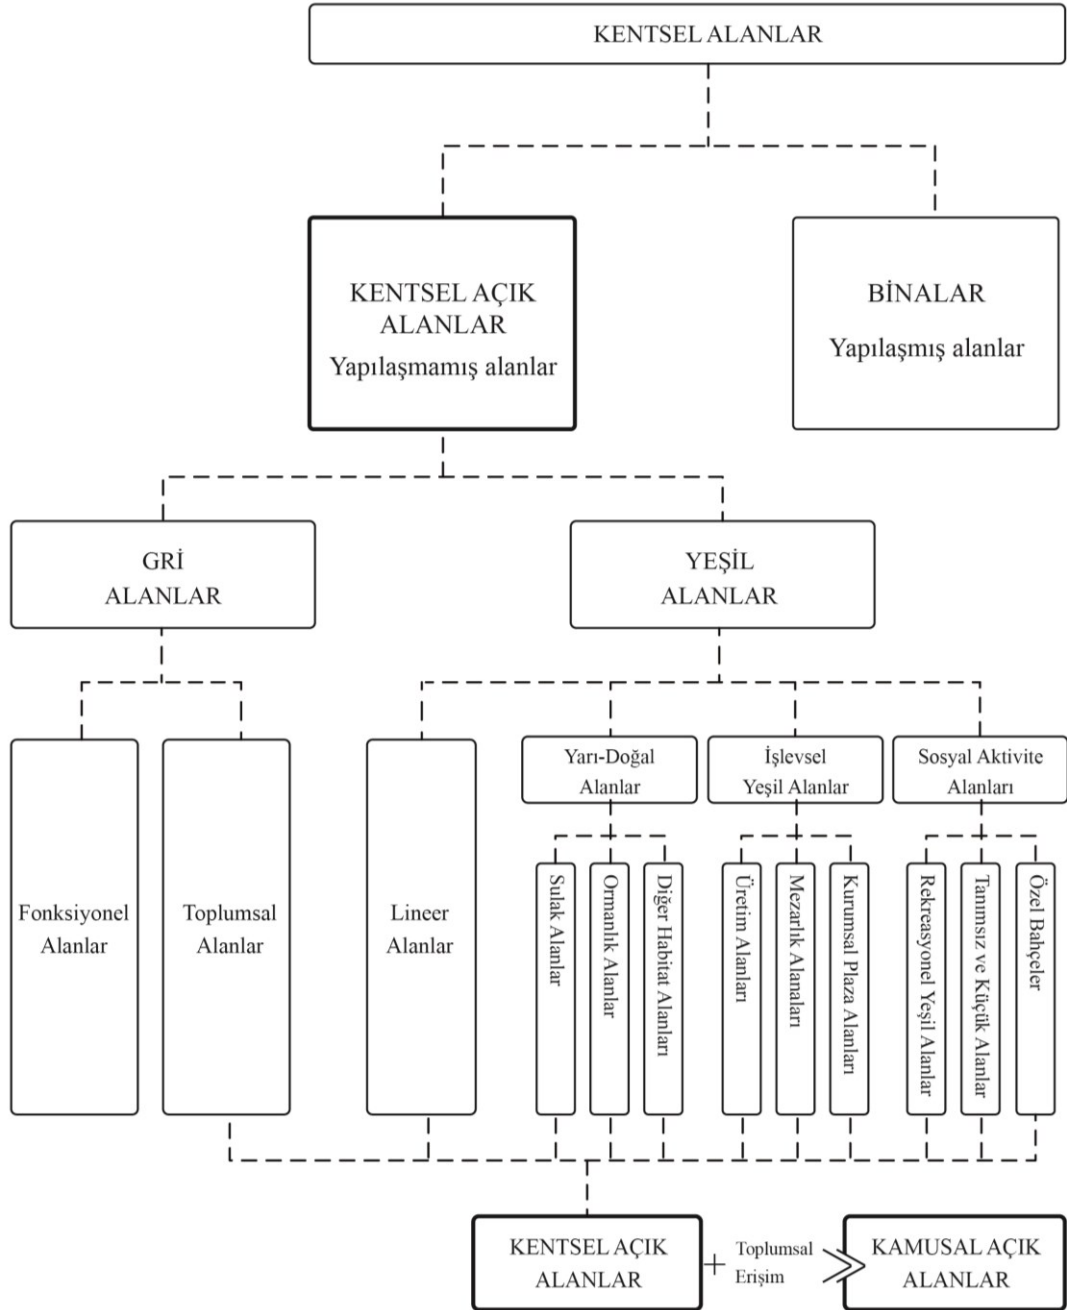 KENTSEL ALANLAR
KENTSEL AÇIK
ALANLAR
Yapılaşmamış alanlar
BİNALAR
Yapılaşmış alanlar
GRİ
ALANLAR
YEŞİL
ALANLAR
Fonksiyonel
Alanlar
Toplumsal
Alanlar
Lineer
Alanlar
Yarı-Doğal
Alanlar
Sulak Alanlar
Ormanlık Alanlar
Diğer Habitat Alanları
İşlevsel
Yeşil Alanlar
Üretim Alanları
Mezarlık Alanaları
Kurumsal Plaza Alanları
Sosyal Aktivite
Alanları
Rekreasyonel Yeşil Alanlar
Tanımsız ve Küçük Alanlar
Özel Bahçeler
KENTSEL AÇIK
ALANLAR
+
Toplumsal
Erişim
KAMUSAL AÇIK
ALANLAR